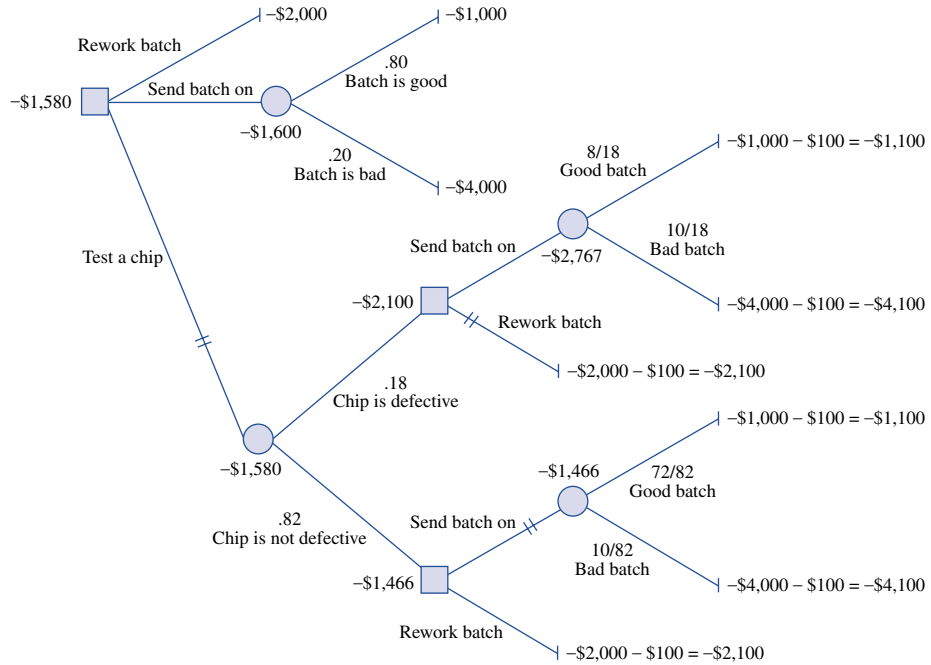 –$2,000
–$1,000
Rework batch
.80
Batch is good
Send batch on
–$1,580
–$1,600
.20
Batch is bad
–$4,000
8/18
Good batch
–$1,000 – $100 = –$1,100
10/18
Bad batch
Send batch on
–$2,767
Test a chip
–$2,100
–$4,000 – $100 = –$4,100
Rework batch
–$2,000 – $100 = –$2,100
.18
Chip is defective
–$1,000 – $100 = –$1,100
–$1,580
–$1,466
72/82
Good batch
.82
Chip is not defective
Send batch on
10/82
Bad batch
–$1,466
–$4,000 – $100 = –$4,100
Rework batch
–$2,000 – $100 = –$2,100